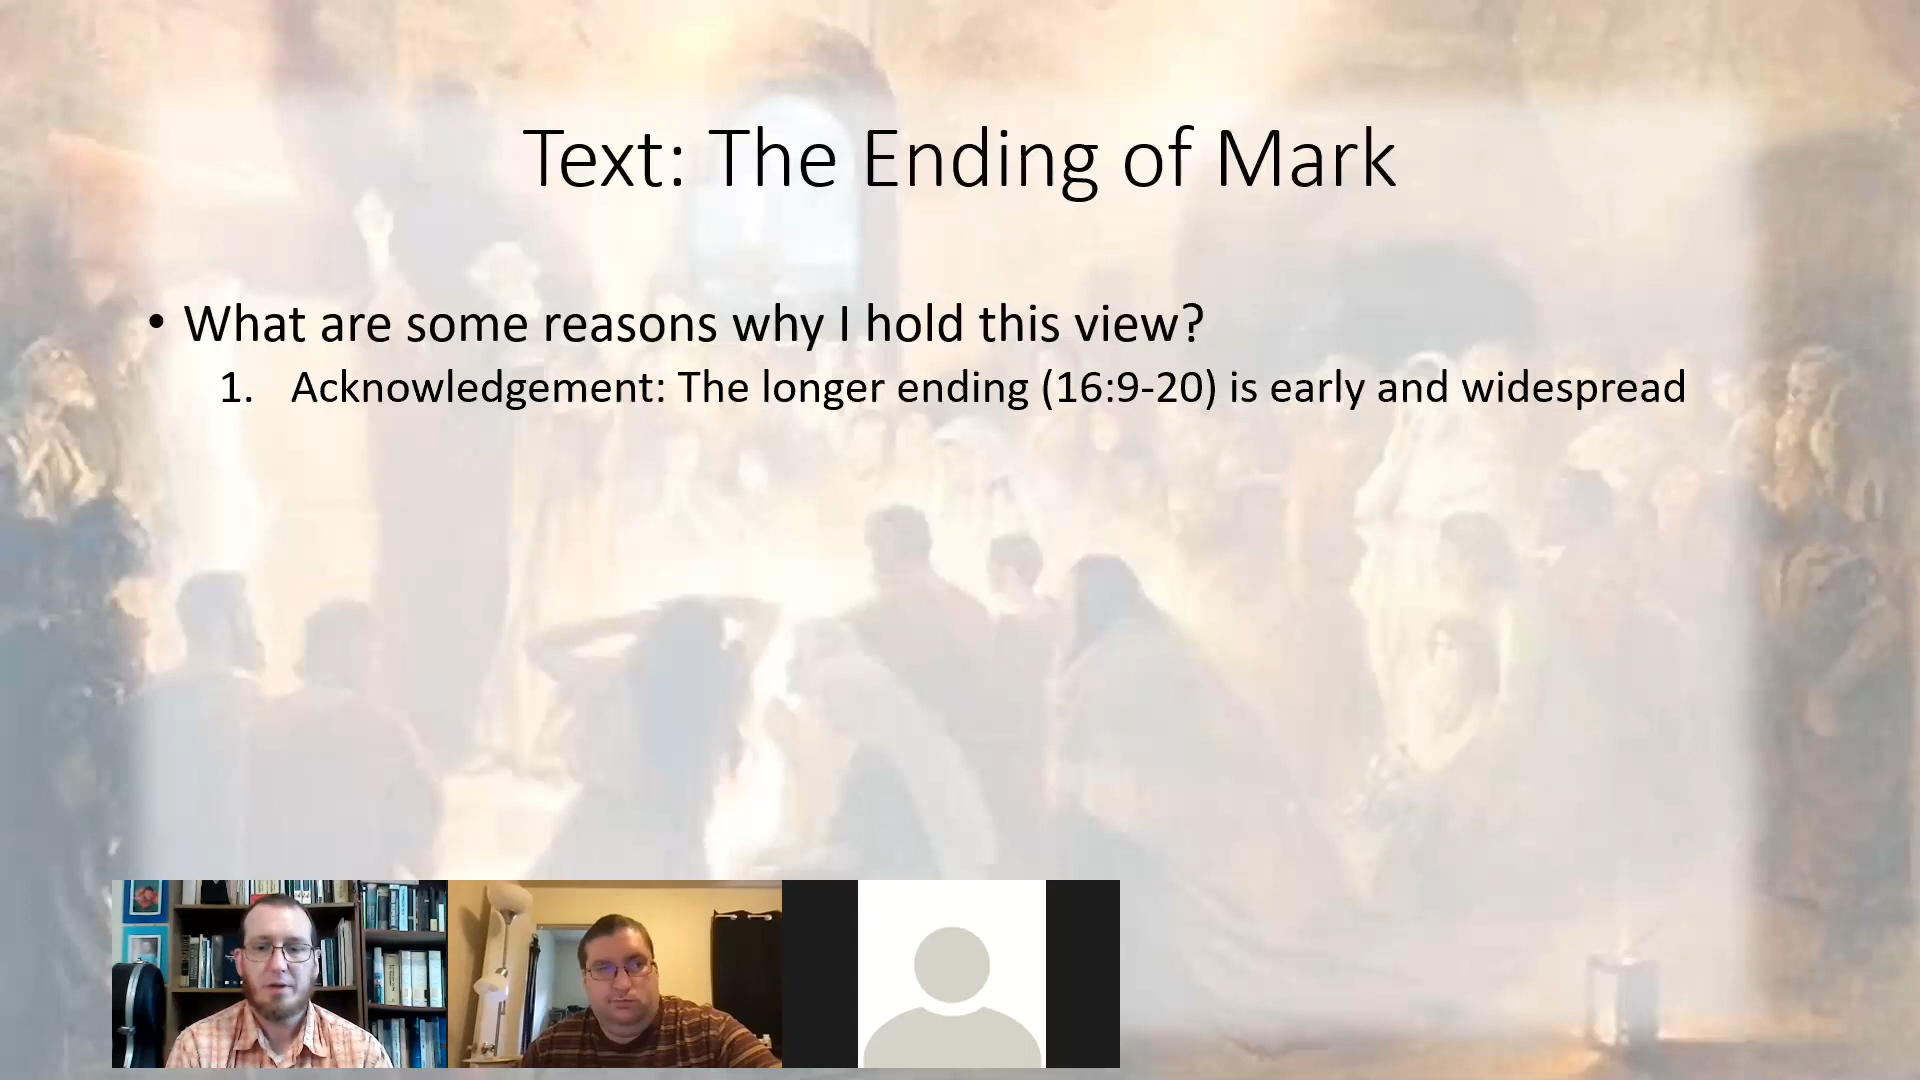 Text: The Ending of Mark
• What are some reasons why I hold this view?
1. Acknowledgement: The longer ending (16:9-20) is early and widespread